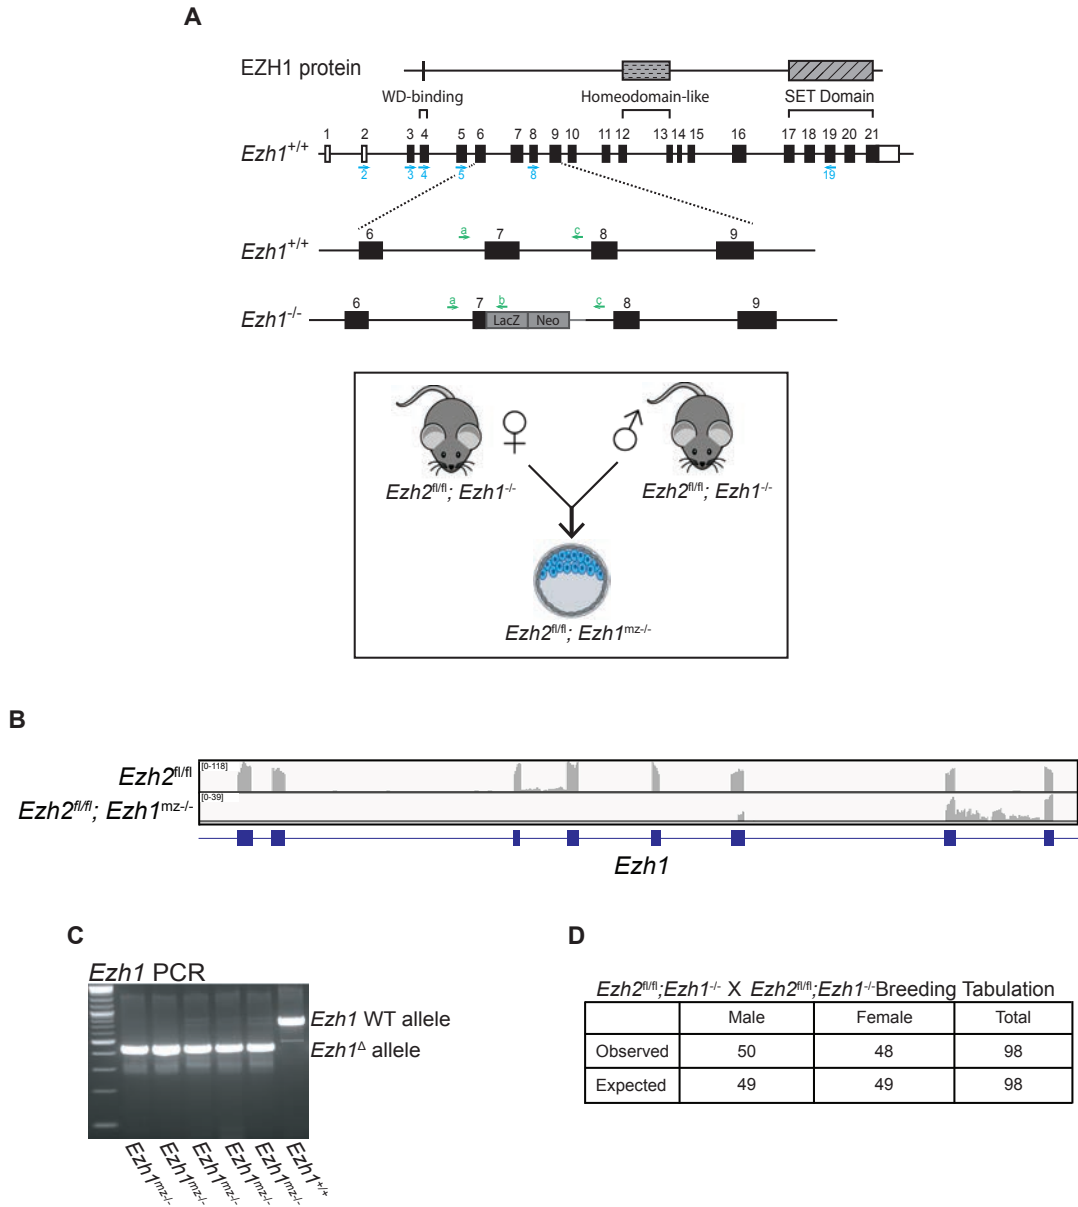 A
EZH1 protein
WD-binding Homeodomain-like SET Domain
1 2 3 4 5 6 7 8 9 10 11 12 13 14 15 16 17 18 19 20 21
Ezh1+/+
2 3 4 5 8 19
Ezh1+/+
6 a 7 c 8 9
Ezh1-/-
6 a 7 b c 8 9
LacZ Neo
♀ ♂
Ezh2fl/fl; Ezh1-/- Ezh2fl/fl; Ezh1-/-
Ezh2fl/fl; Ezh1mz-/-
B
Ezh2fl/fl [0-118]
Ezh2fl/fl; Ezh1mz-/- [0-39]
Ezh1
C
Ezh1 PCR
Ezh1 WT allele
Ezh1Δ allele
Ezh1mz-/-
Ezh1mz-/-
Ezh1mz-/-
Ezh1mz-/-
Ezh1mz-/-
Ezh1+/+
D
Ezh2fl/fl;Ezh1-/- X Ezh2fl/fl;Ezh1-/-Breeding Tabulation
Male Female Total
Observed 50 48 98
Expected 49 49 98